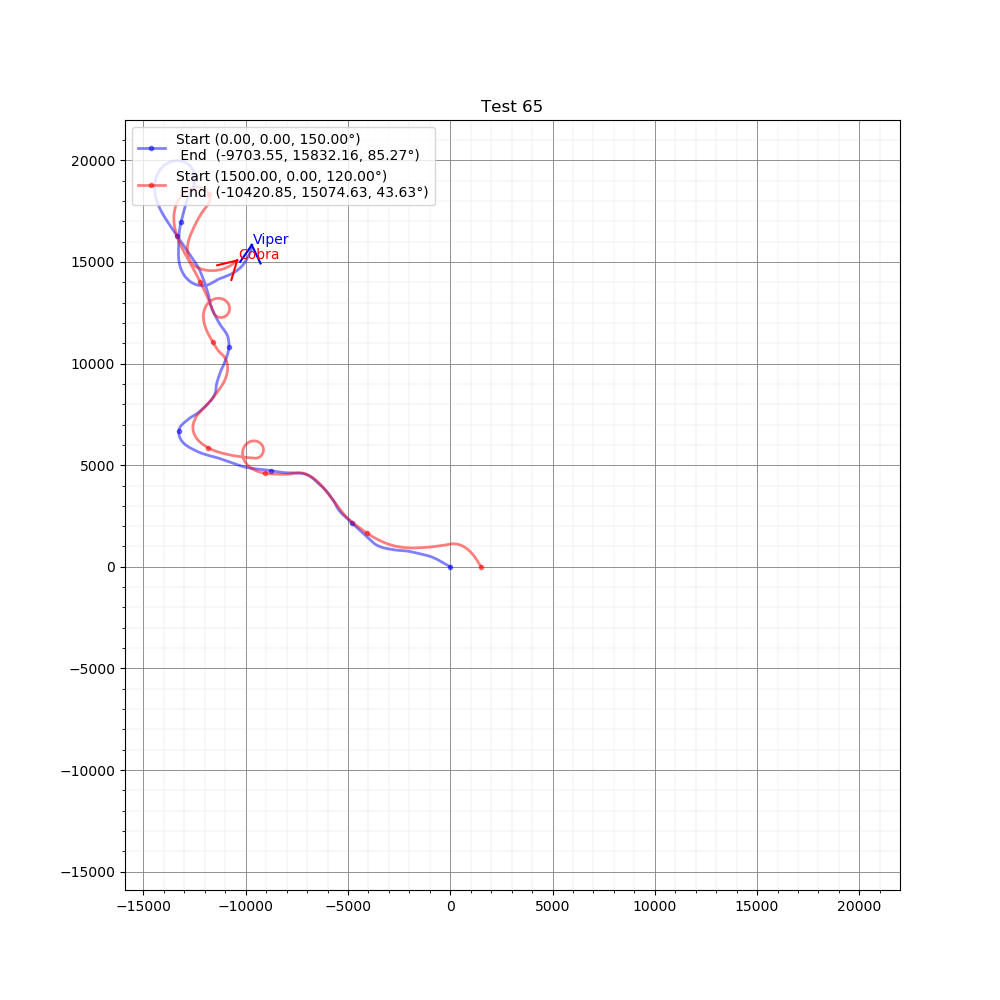 Test 65
Start (0.00, 0.00, 150.00°)
End (-9703.55, 15832.16, 85.27°)
Start (1500.00, 0.00, 120.00°)
End (-10420.85, 15074.63, 43.63°)
Viper
Cobra
20000
15000
10000
5000
0
−5000
−10000
−15000
−15000 −10000 −5000 0 5000 10000 15000 20000